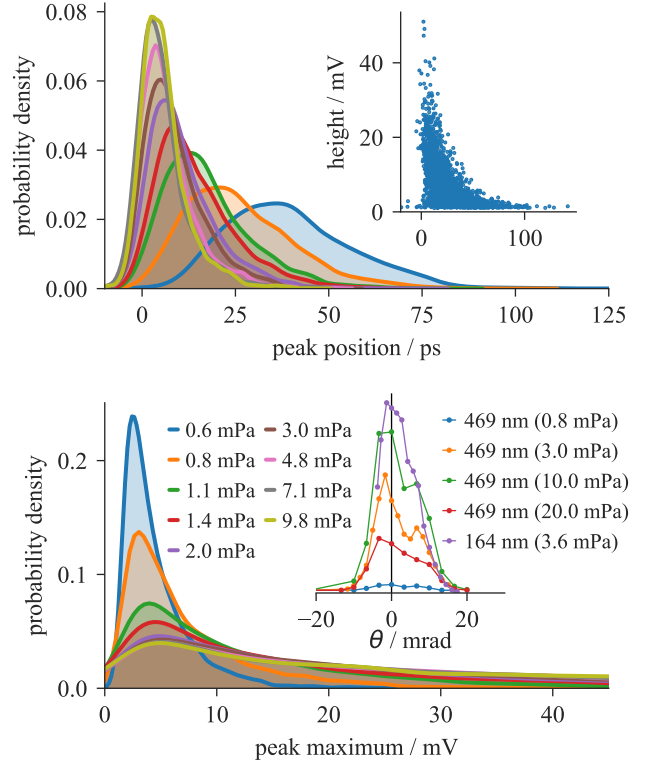 0.08
0.06
0.04
0.02
0.00
probability density
0
25
50
75
100
125
peak position / ps
40
20
0
height / mV
0
100
0.2
0.1
0.0
probability density
0
10
20
30
40
peak maximum / mV
0.6 mPa
0.8 mPa
1.1 mPa
1.4 mPa
2.0 mPa
3.0 mPa
4.8 mPa
7.1 mPa
9.8 mPa
−20
0
20
θ / mrad
469 nm (0.8 mPa)
469 nm (3.0 mPa)
469 nm (10.0 mPa)
469 nm (20.0 mPa)
164 nm (3.6 mPa)